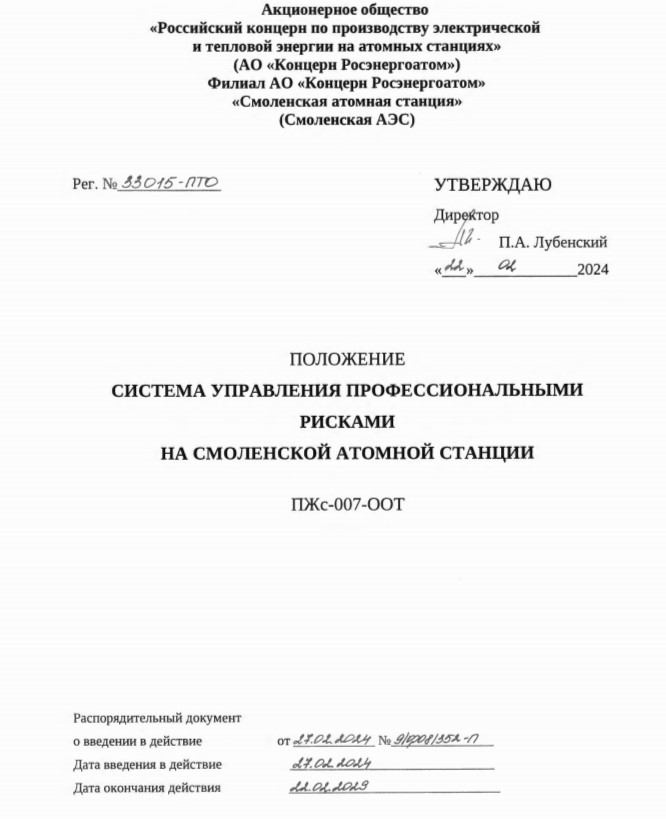 Акционерное общество
«Российский концерн по производству электрической
и тепловой энергии на атомных станциях»
(АО «Концерн Росэнергоатом»)
Филиал АО «Концерн Росэнергоатом»
«Смоленская атомная станция»
(Смоленская АЭС)
Рег. № 33015-ПТО
УТВЕРЖДАЮ
Директор
П.А. Лубенский
«22» 02 2024
ПОЛОЖЕНИЕ
СИСТЕМА УПРАВЛЕНИЯ ПРОФЕССИОНАЛЬНЫМИ
РИСКАМИ
НА СМОЛЕНСКОЙ АТОМНОЙ СТАНЦИИ
ПЖс-007-ООТ
Распорядительный документ
о введении в действие от 27.02.2024 № 9/Ф08/352-П
Дата введения в действие 27.02.2024
Дата окончания действия 22.02.2029